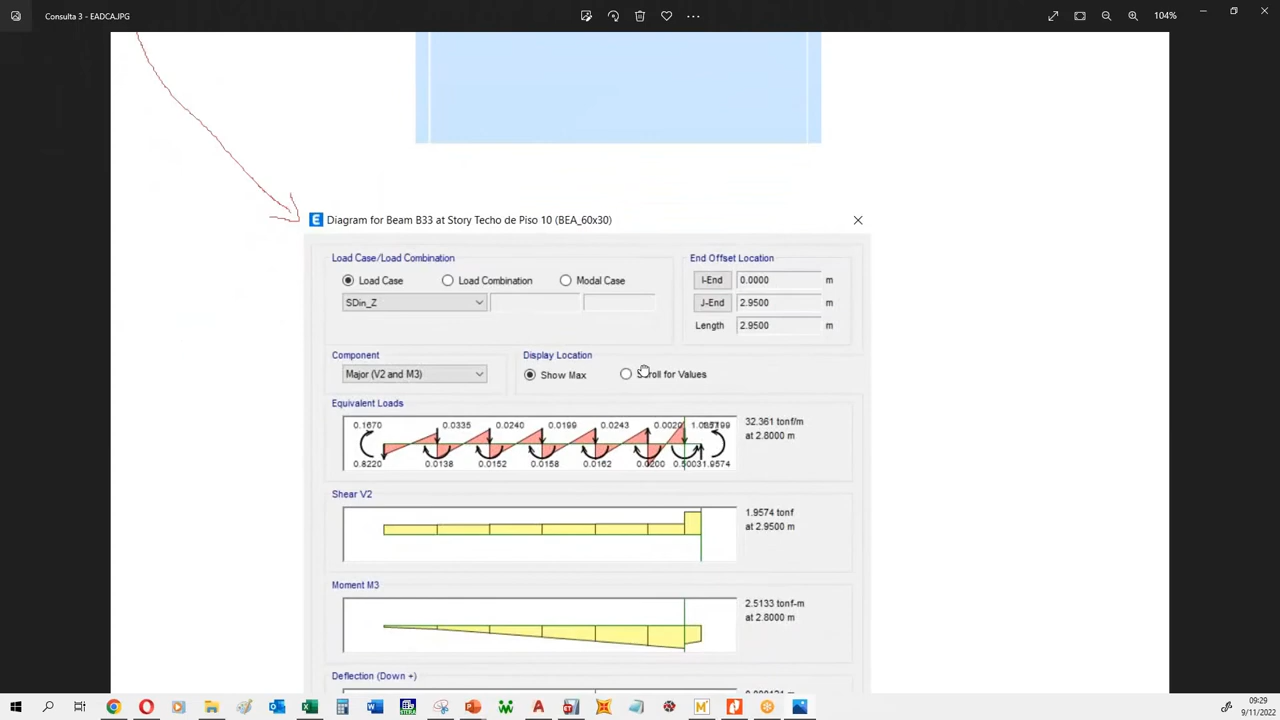 Consulta 3 - EADCA.JPG
104%
Diagram for Beam B33 at Story Techo de Piso 10 (BEA_60x30)
Load Case/Load Combination
Load Case
Load Combination
Modal Case
SDin_Z
End Offset Location
I-End
0.0000
m
J-End
2.9500
m
Length
2.9500
m
Component
Major (V2 and M3)
Display Location
Show Max
Scroll for Values
Equivalent Loads
0.1670
0.0335
0.0240
0.0199
0.0243
0.8220
0.0138
0.0152
0.0158
0.0162
32.361 tonf/m
at 2.8000 m
Shear V2
1.9574 tonf
at 2.9500 m
Moment M3
2.5133 tonf-m
at 2.8000 m
Deflection (Down +)
09:29
9/11/2022